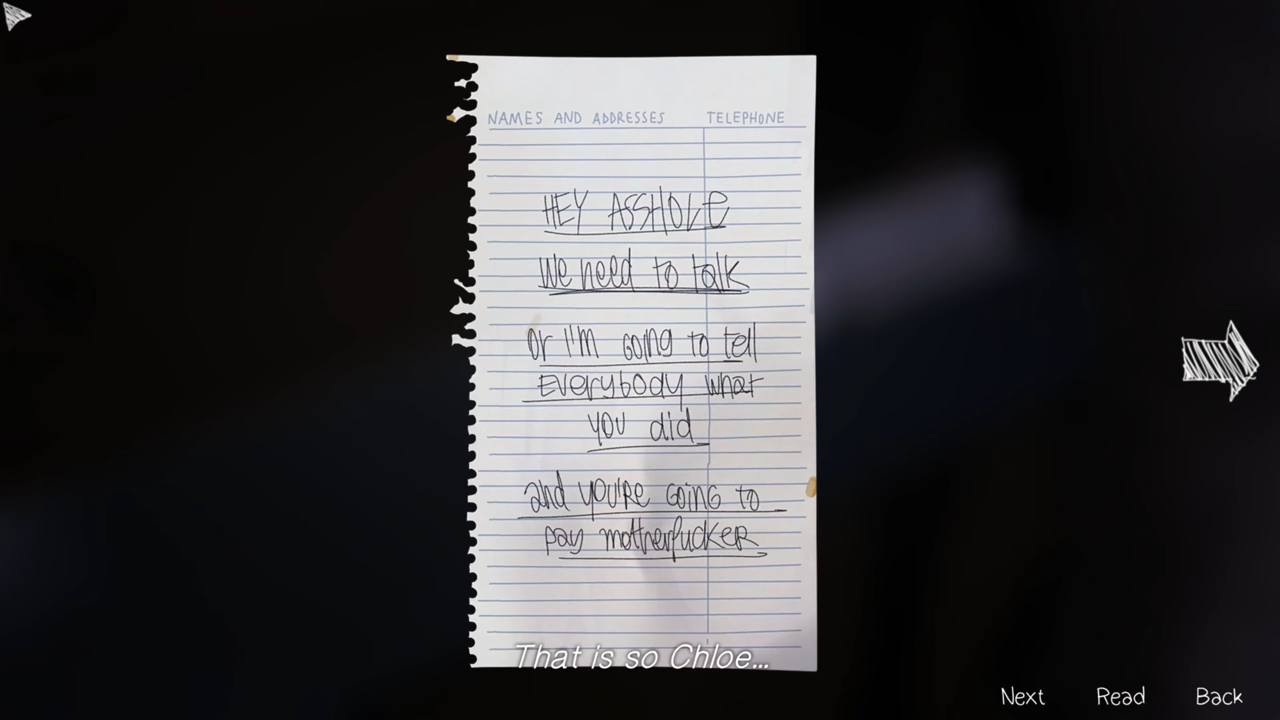 NAMES AND ADDRESSES TELEPHONE
HEY ASSHOLE
We need to talk
or I'm going to tell
Everybody what
you did
and you're going to
pay motherfucker
That is so Chloe...
Next Read Back